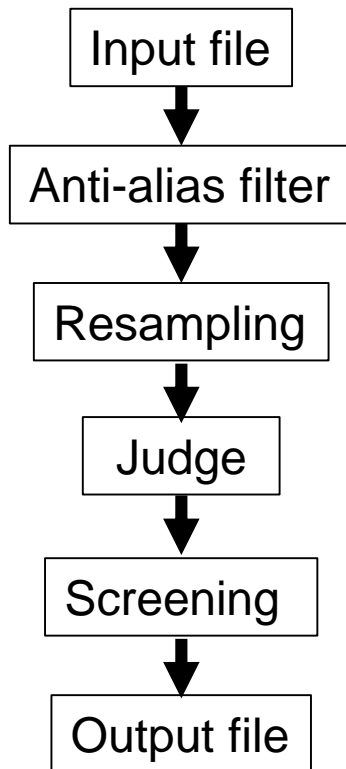 Input file
Anti-alias filter
Resampling
Judge
Screening
Output file